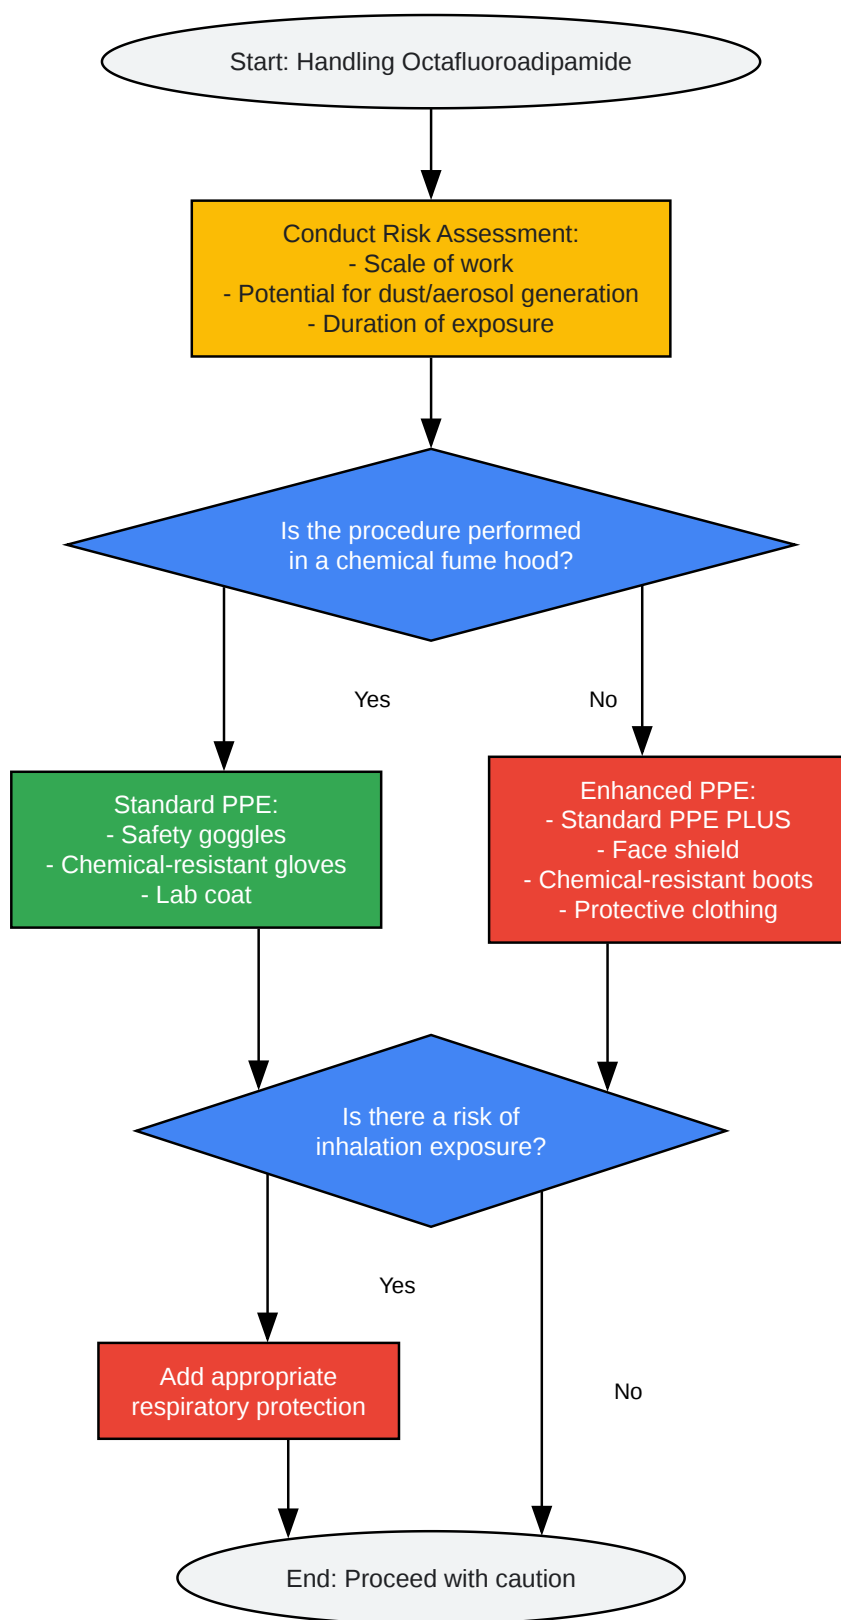 Start: Handling Octafluoroadipamide
Conduct Risk Assessment:
- Scale of work
- Potential for dust/aerosol generation
- Duration of exposure
Is the procedure performed
in a chemical fume hood?
Yes
No
Standard PPE:
- Safety goggles
- Chemical-resistant gloves
- Lab coat
Enhanced PPE:
- Standard PPE PLUS
- Face shield
- Chemical-resistant boots
- Protective clothing
Is there a risk of
inhalation exposure?
Yes
Add appropriate
respiratory protection
No
End: Proceed with caution